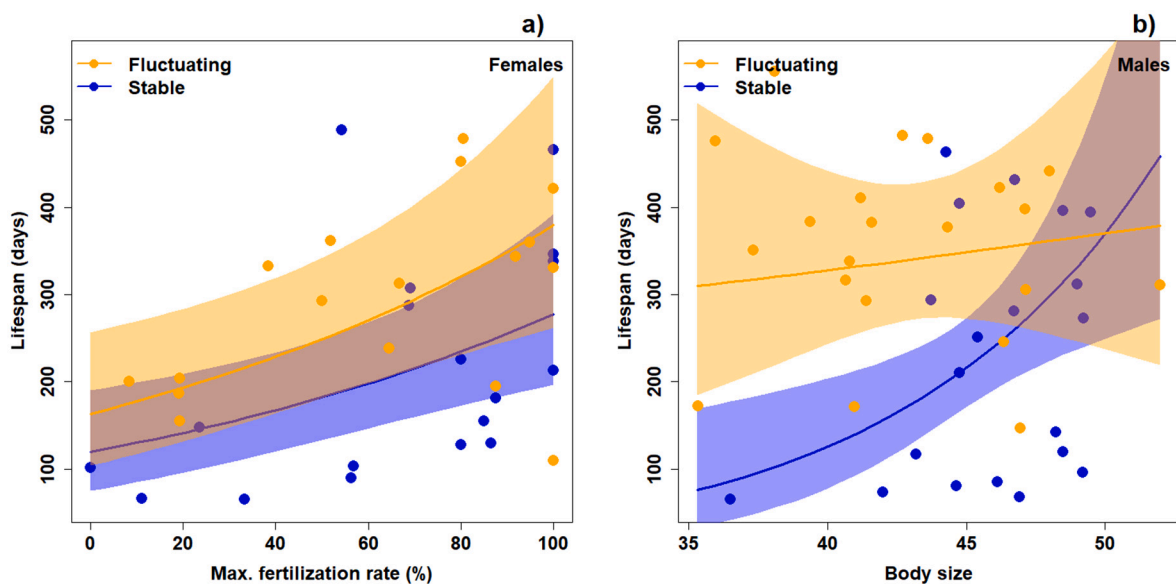 a)
Fluctuating
Stable
Females
500
400
300
200
100
Lifespan (days)
0 20 40 60 80 100
Max. fertilization rate (%)
b)
Fluctuating
Stable
Males
500
400
300
200
100
Lifespan (days)
35 40 45 50
Body size